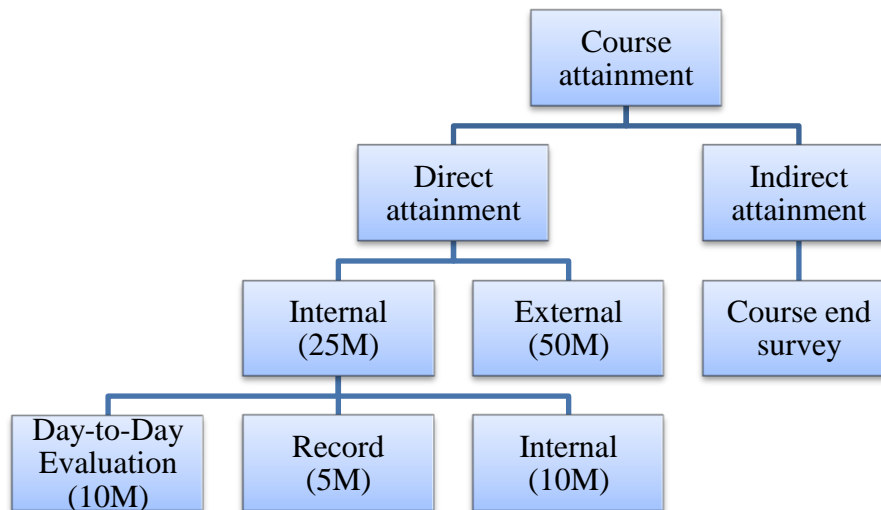 Course
attainment
Direct
attainment
Indirect
attainment
Internal
(25M)
External
(50M)
Course end
survey
Day-to-Day
Evaluation
(10M)
Record
(5M)
Internal
(10M)